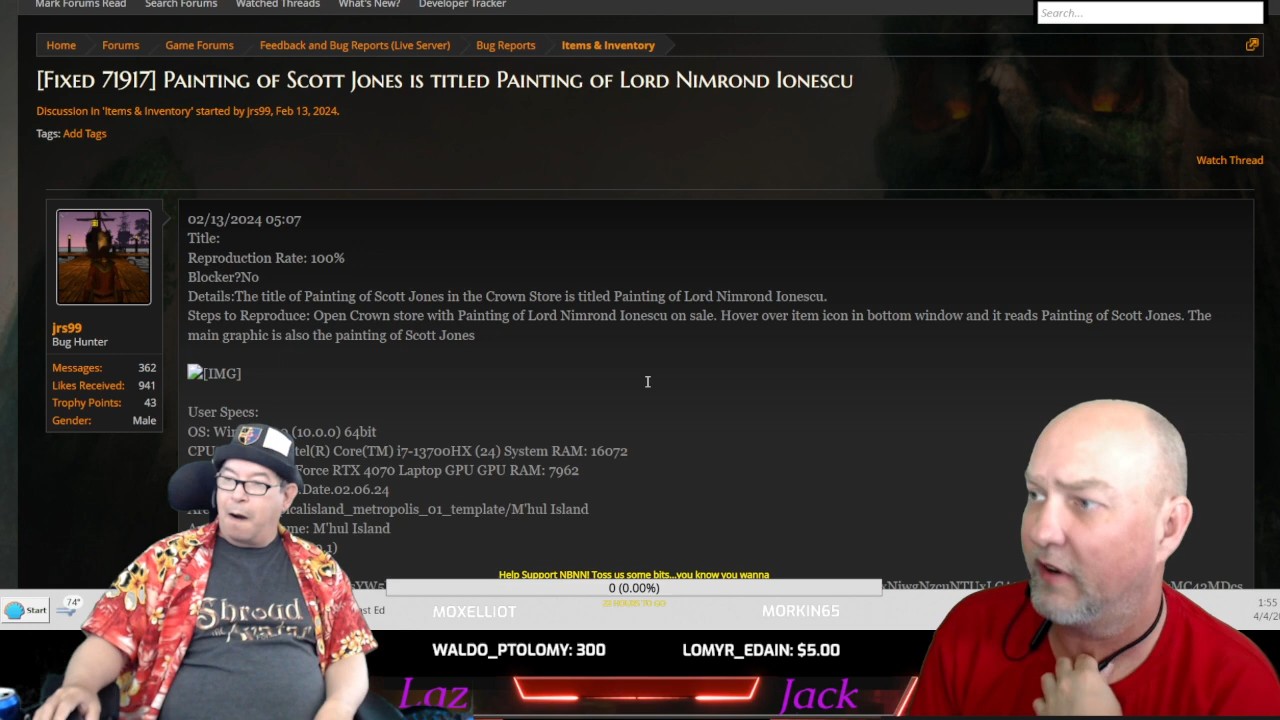 Mark Forums Read Search Forums Watched Threads What's New? Developer Tracker
Search...
Home Forums Game Forums Feedback and Bug Reports (Live Server) Bug Reports Items & Inventory
[Fixed 71917] Painting of Scott Jones is titled Painting of Lord Nimrond Ionescu
Discussion in 'Items & Inventory' started by jrs99, Feb 13, 2024.
Tags: Add Tags
Watch Thread
02/13/2024 05:07
Title:
Reproduction Rate: 100%
Blocker?No
Details:The title of Painting of Scott Jones in the Crown Store is titled Painting of Lord Nimrond Ionescu.
Steps to Reproduce: Open Crown store with Painting of Lord Nimrond Ionescu on sale. Hover over item icon in bottom window and it reads Painting of Scott Jones. The
main graphic is also the painting of Scott Jones
jrs99
Bug Hunter
Messages: 362
Likes Received: 941
Trophy Points: 43
Gender: Male
[IMG]
User Specs:
OS: (10.0.0) 64bit
CPU Core(TM) i7-13700HX (24) System RAM: 16072
RTX 4070 Laptop GPU GPU RAM: 7962
Date.02.06.24
/M'hul Island
M'hul Island
Help Support NBNN! Toss us some bits...you know you wanna
0 (0.00%)
23 HOURS TO GO
Start 74° MOXELLIOT MORKIN65 1:55
WALDO_PTOLOMY: 300 LOMYR_EDAIN: $5.00
Shroud
of the Avatar
Laz Jack